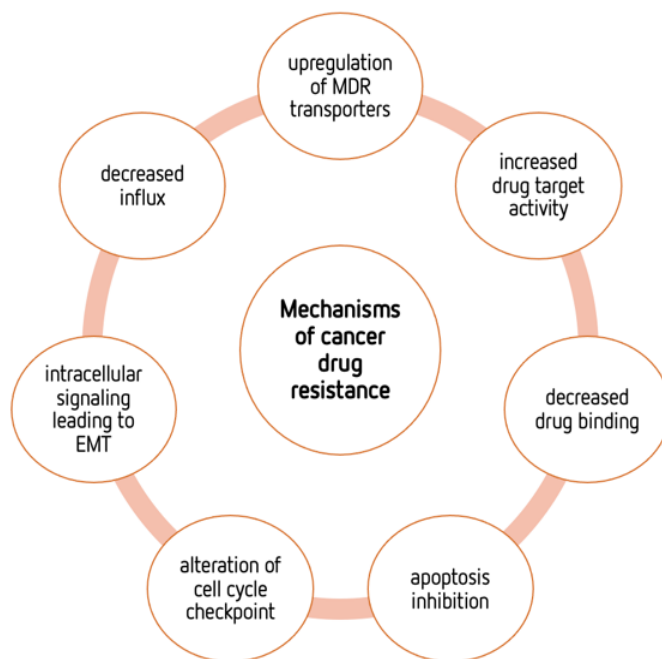 upregulation
of MDR
transporters
increased
drug target
activity
decreased
drug binding
apoptosis
inhibition
alteration of
cell cycle
checkpoint
intracellular
signaling
leading to
EMT
decreased
influx
Mechanisms
of cancer
drug
resistance